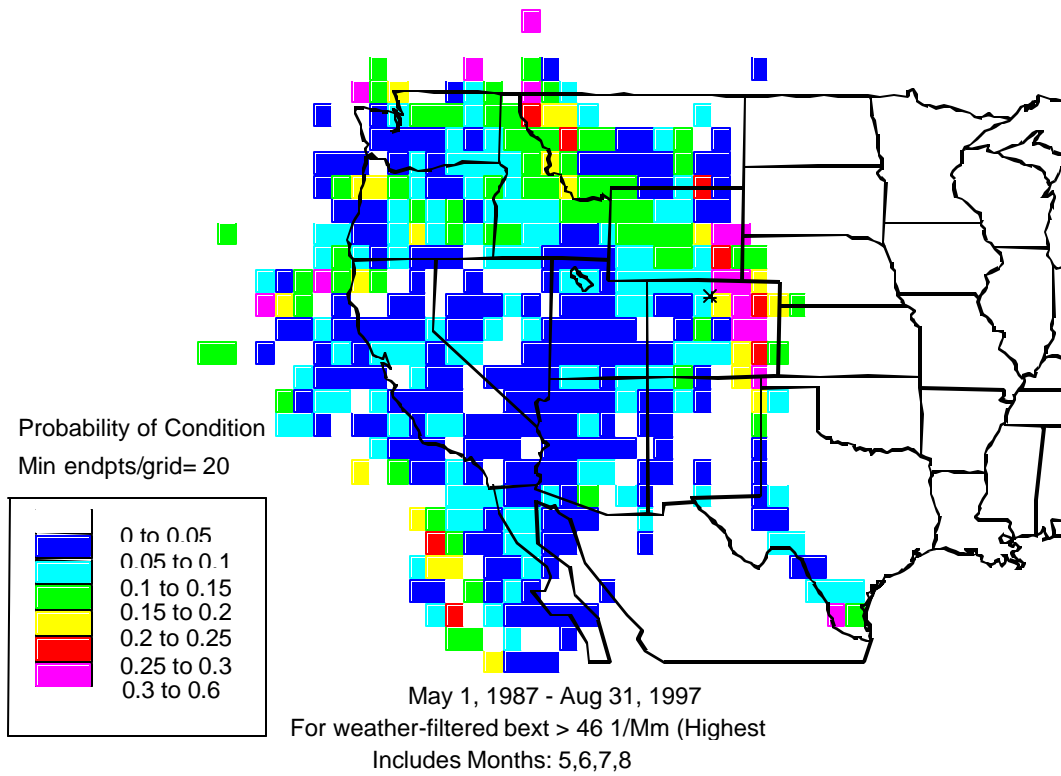 Probability of Condition
Min endpts/grid= 20
0 to 0.05
0.05 to 0.1
0.1 to 0.15
0.15 to 0.2
0.2 to 0.25
0.25 to 0.3
0.3 to 0.6
May 1, 1987 - Aug 31, 1997
For weather-filtered bext > 46 1/Mm (Highest
Includes Months: 5,6,7,8